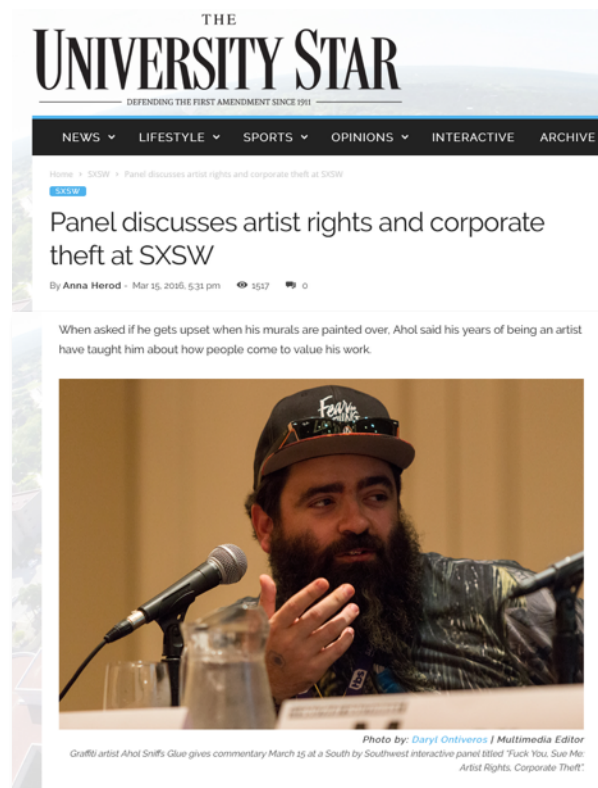 THE
UNIVERSITY STAR
DEFENDING THE FIRST AMENDMENT SINCE 1911
NEWS LIFESTYLE SPORTS OPINIONS INTERACTIVE ARCHIVE
Home › SXSW › Panel discusses artist rights and corporate theft at SXSW
SXSW
Panel discusses artist rights and corporate
theft at SXSW
By Anna Herod - Mar 15, 2016, 5:31 pm 1517 0
When asked if he gets upset when his murals are painted over, Ahol said his years of being an artist
have taught him about how people come to value his work.
tbs
Photo by: Daryl Ontiveros | Multimedia Editor
Graffiti artist Ahol Sniffs Glue gives commentary March 15 at a South by Southwest interactive panel titled "Fuck You, Sue Me:
Artist Rights, Corporate Theft".